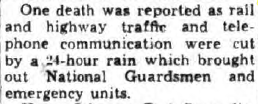 One death was reported as rail
and highway traffic and tele-
phone communication were cut
by a 24-hour rain which brought
out National Guardsmen and
emergency units.